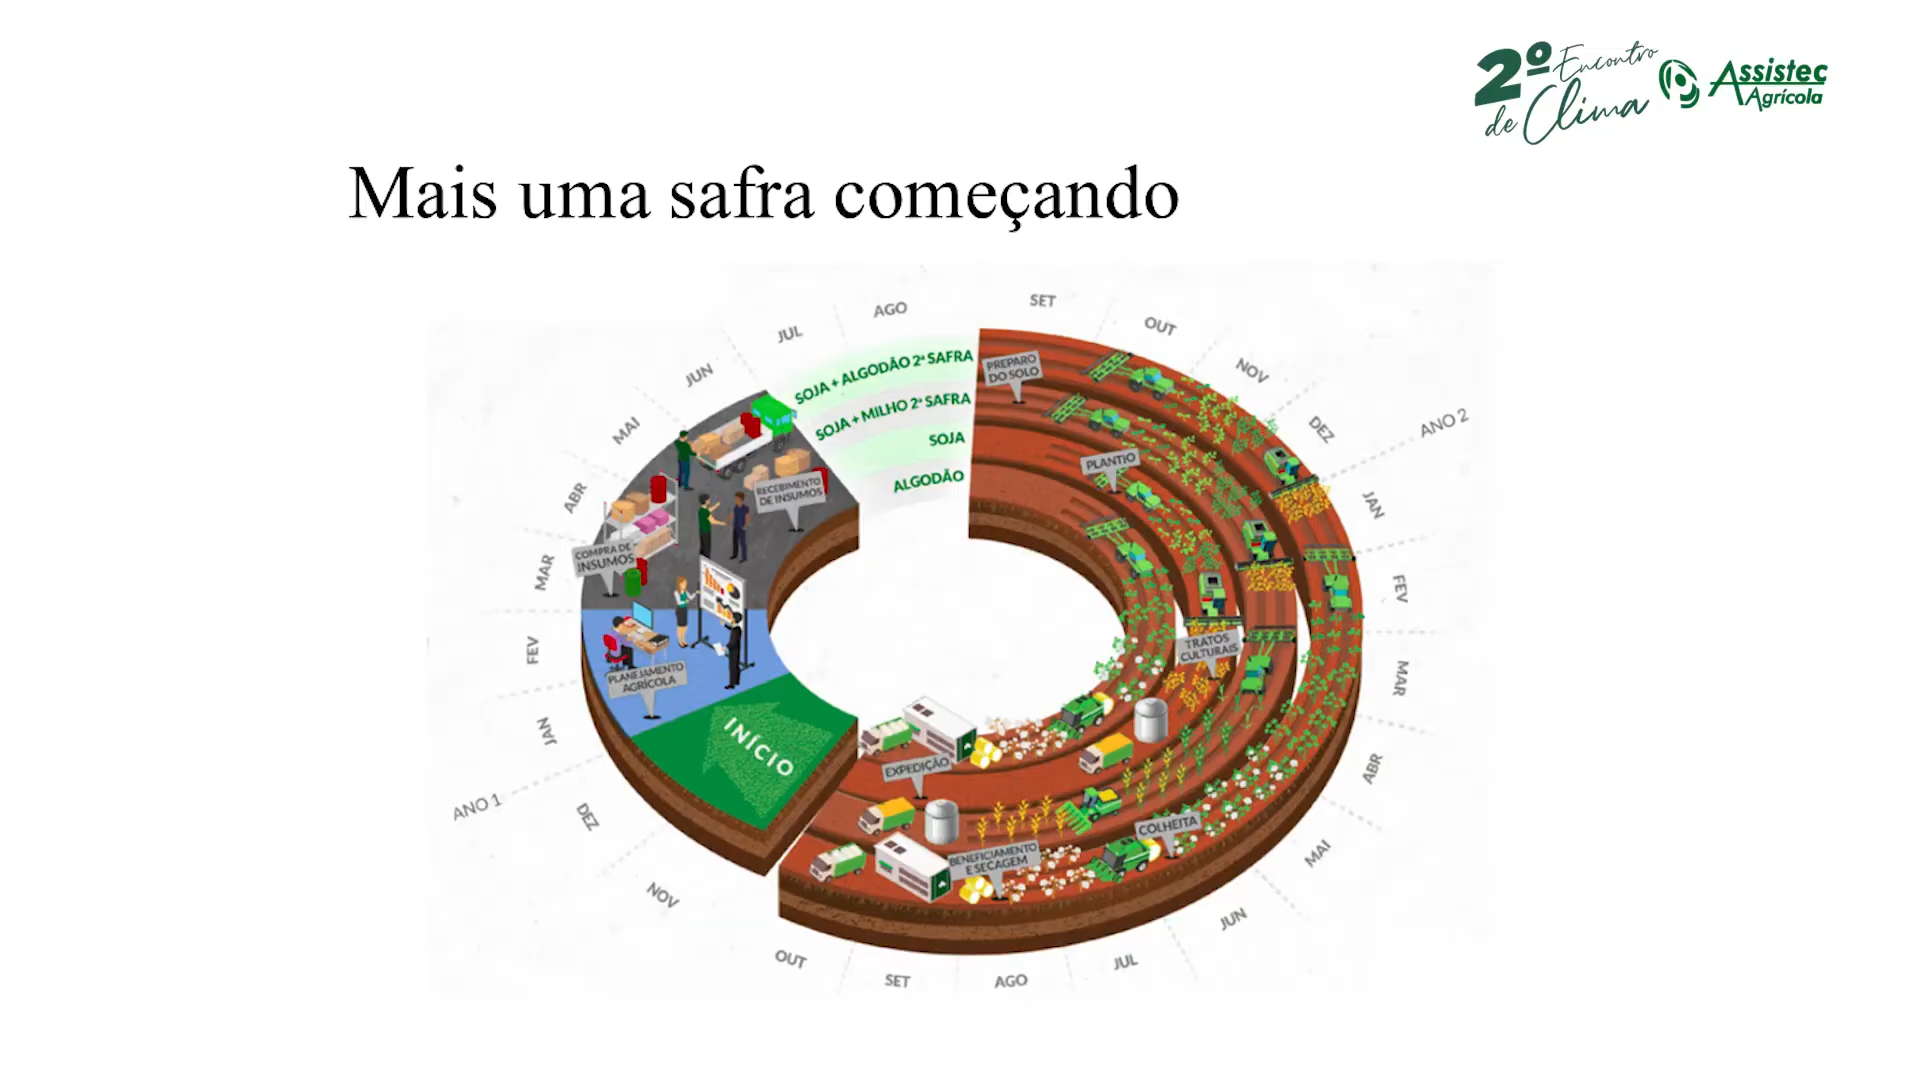 2º Encontro
de Clima
Assistec
Agrícola
Mais uma safra começando
SET
OUT
NOV
DEZ
ANO 2
JAN
FEV
MAR
ABR
MAI
JUN
JUL
AGO
SET
OUT
NOV
DEZ
ANO 1
JAN
FEV
MAR
ABR
MAI
JUN
JUL
AGO
SOJA + ALGODÃO 2ª SAFRA
SOJA + MILHO 2ª SAFRA
SOJA
ALGODÃO
INÍCIO
PLANEJAMENTO
AGRÍCOLA
COMPRA DE
INSUMOS
RECEBIMENTO
DE INSUMOS
PREPARO
DO SOLO
PLANTIO
TRATOS
CULTURAIS
COLHEITA
BENEFICIAMENTO
E SECAGEM
EXPEDIÇÃO